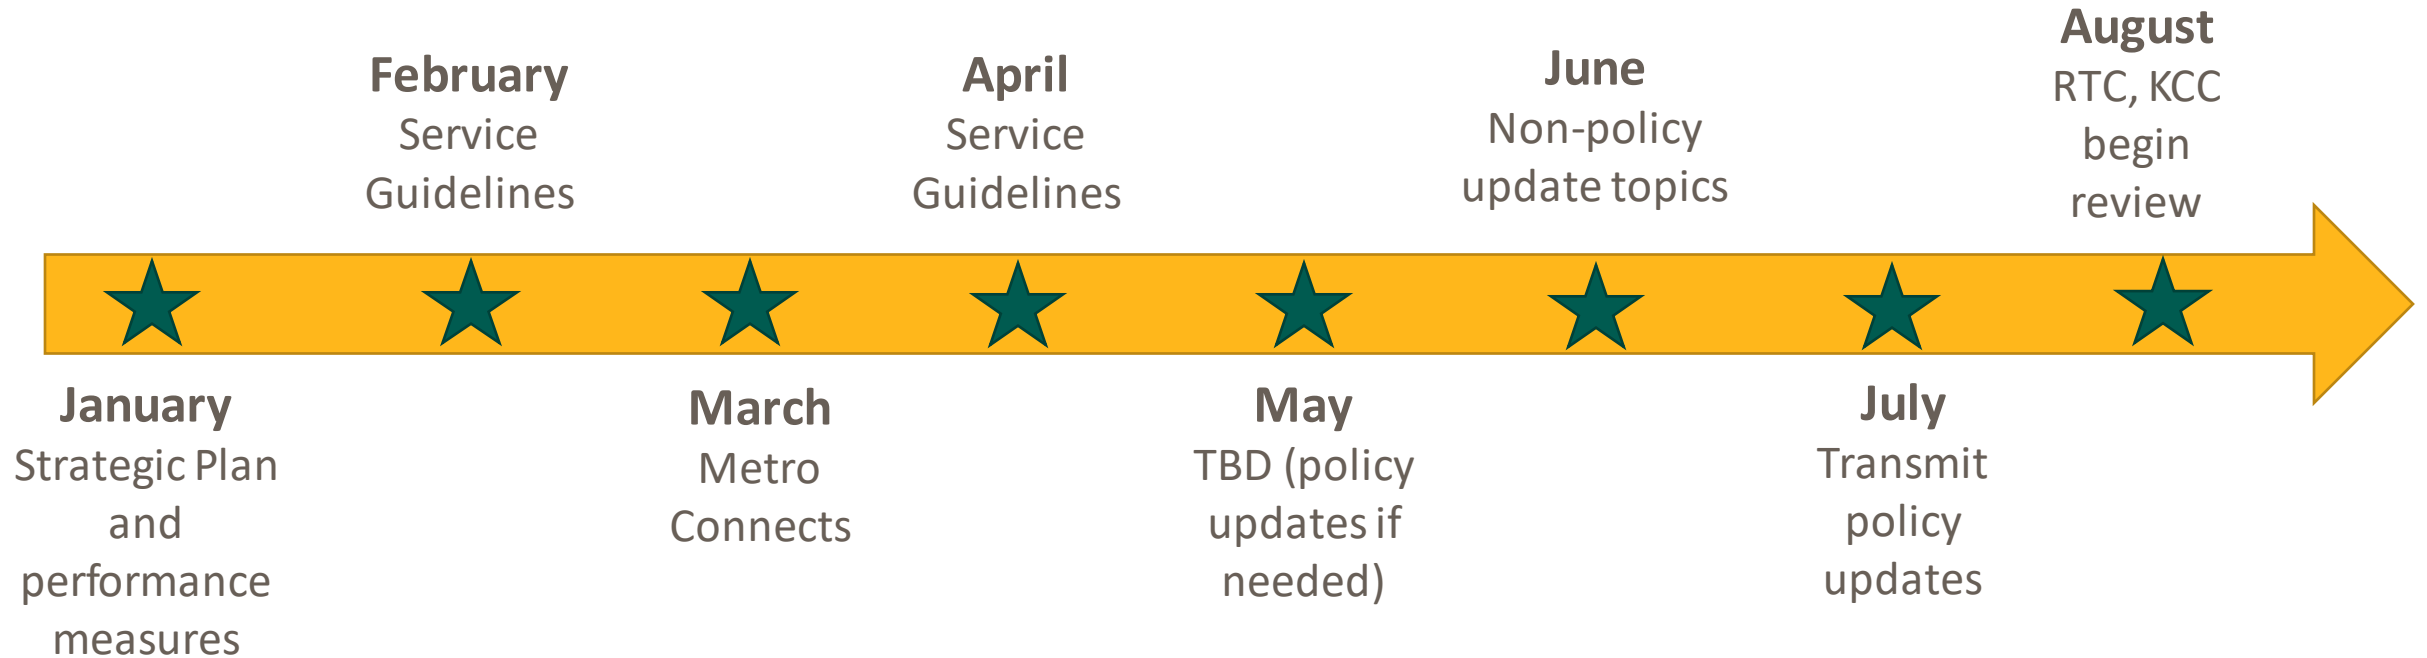 January
Strategic Plan
and
performance
measures
February
Service
Guidelines
March
Metro
Connects
April
Service
Guidelines
May
TBD (policy
updates if
needed)
June
Non-policy
update topics
July
Transmit
policy
updates
August
RTC, KCC
begin
review